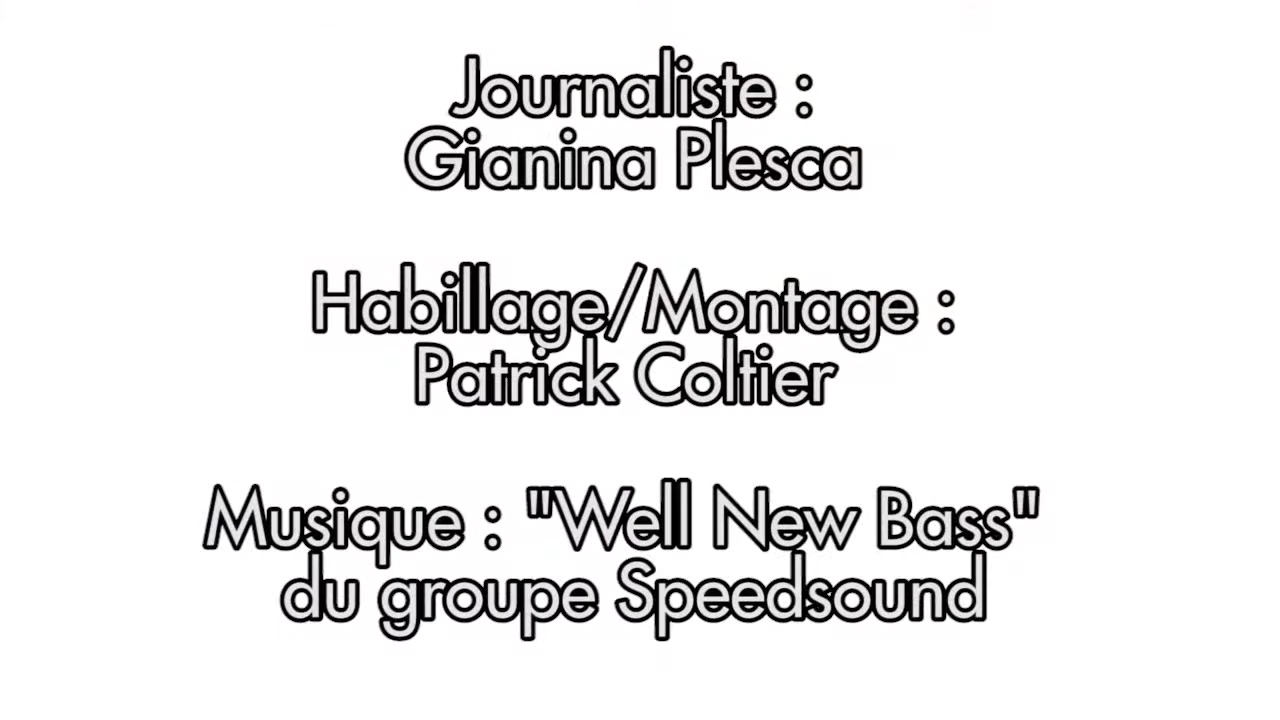 Journaliste :
Gianina Plesca
Habillage/Montage :
Patrick Coltier
Musique : "Well New Bass"
du groupe Speedsound